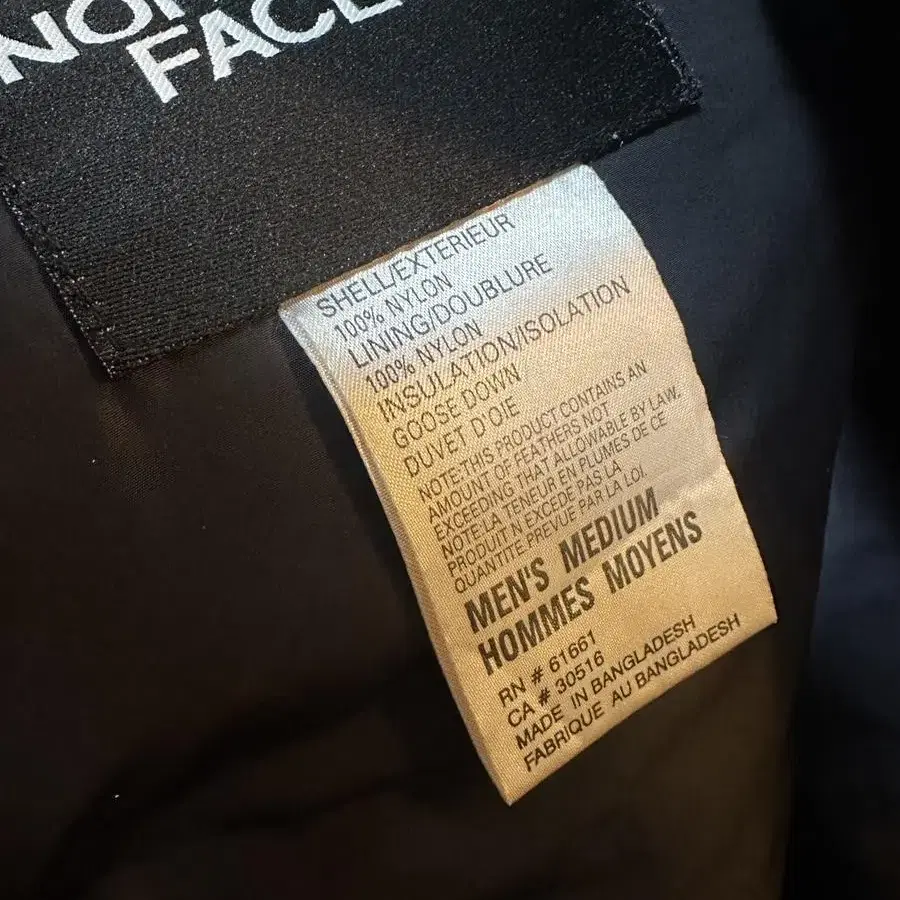 FACE
SHELL/EXTERIEUR
100% NYLON
LINING/DOUBLURE
100% NYLON
INSULATION/ISOLATION
GOOSE DOWN
DUVET D'OIE
NOTE:THIS PRODUCT CONTAINS AN
AMOUNT OF FEATHERS NOT
EXCEEDING THAT ALLOWABLE BY LAW.
NOTE LA TENEUR EN PLUMES DE CE
PRODUIT N EXCEDE PAS LA
QUANTITE PREVUE PAR LA LOI.
MEN'S MEDIUM
HOMMES MOYENS
RN # 61661
CA # 30516
MADE IN BANGLADESH
FABRIQUE AU BANGLADESH